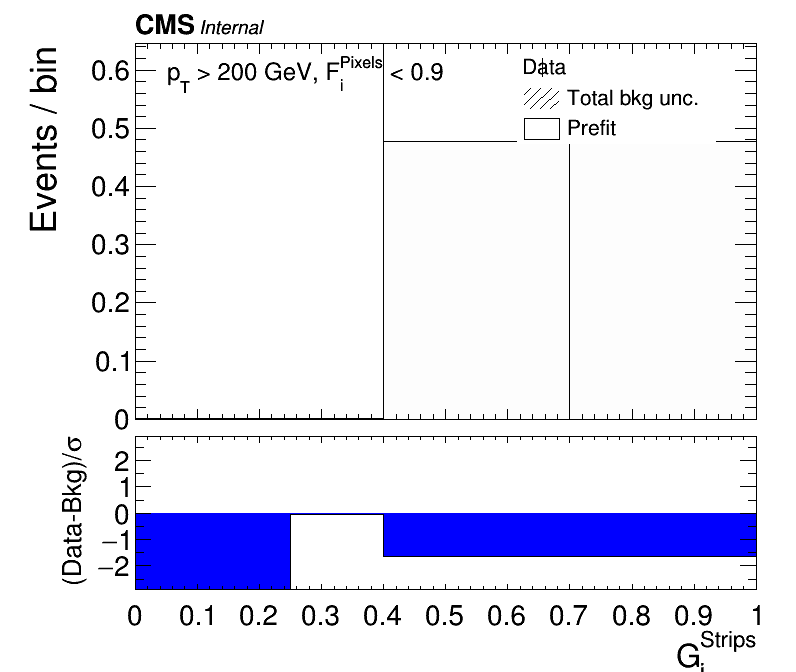 CMS Internal
p_T > 200 GeV, F_i^Pixels < 0.9
Data
Total bkg unc.
Prefit
Events / bin
0.6
0.5
0.4
0.3
0.2
0.1
0
(Data-Bkg)/σ
2
1
0
−1
−2
0 0.1 0.2 0.3 0.4 0.5 0.6 0.7 0.8 0.9 1
G_i^Strips